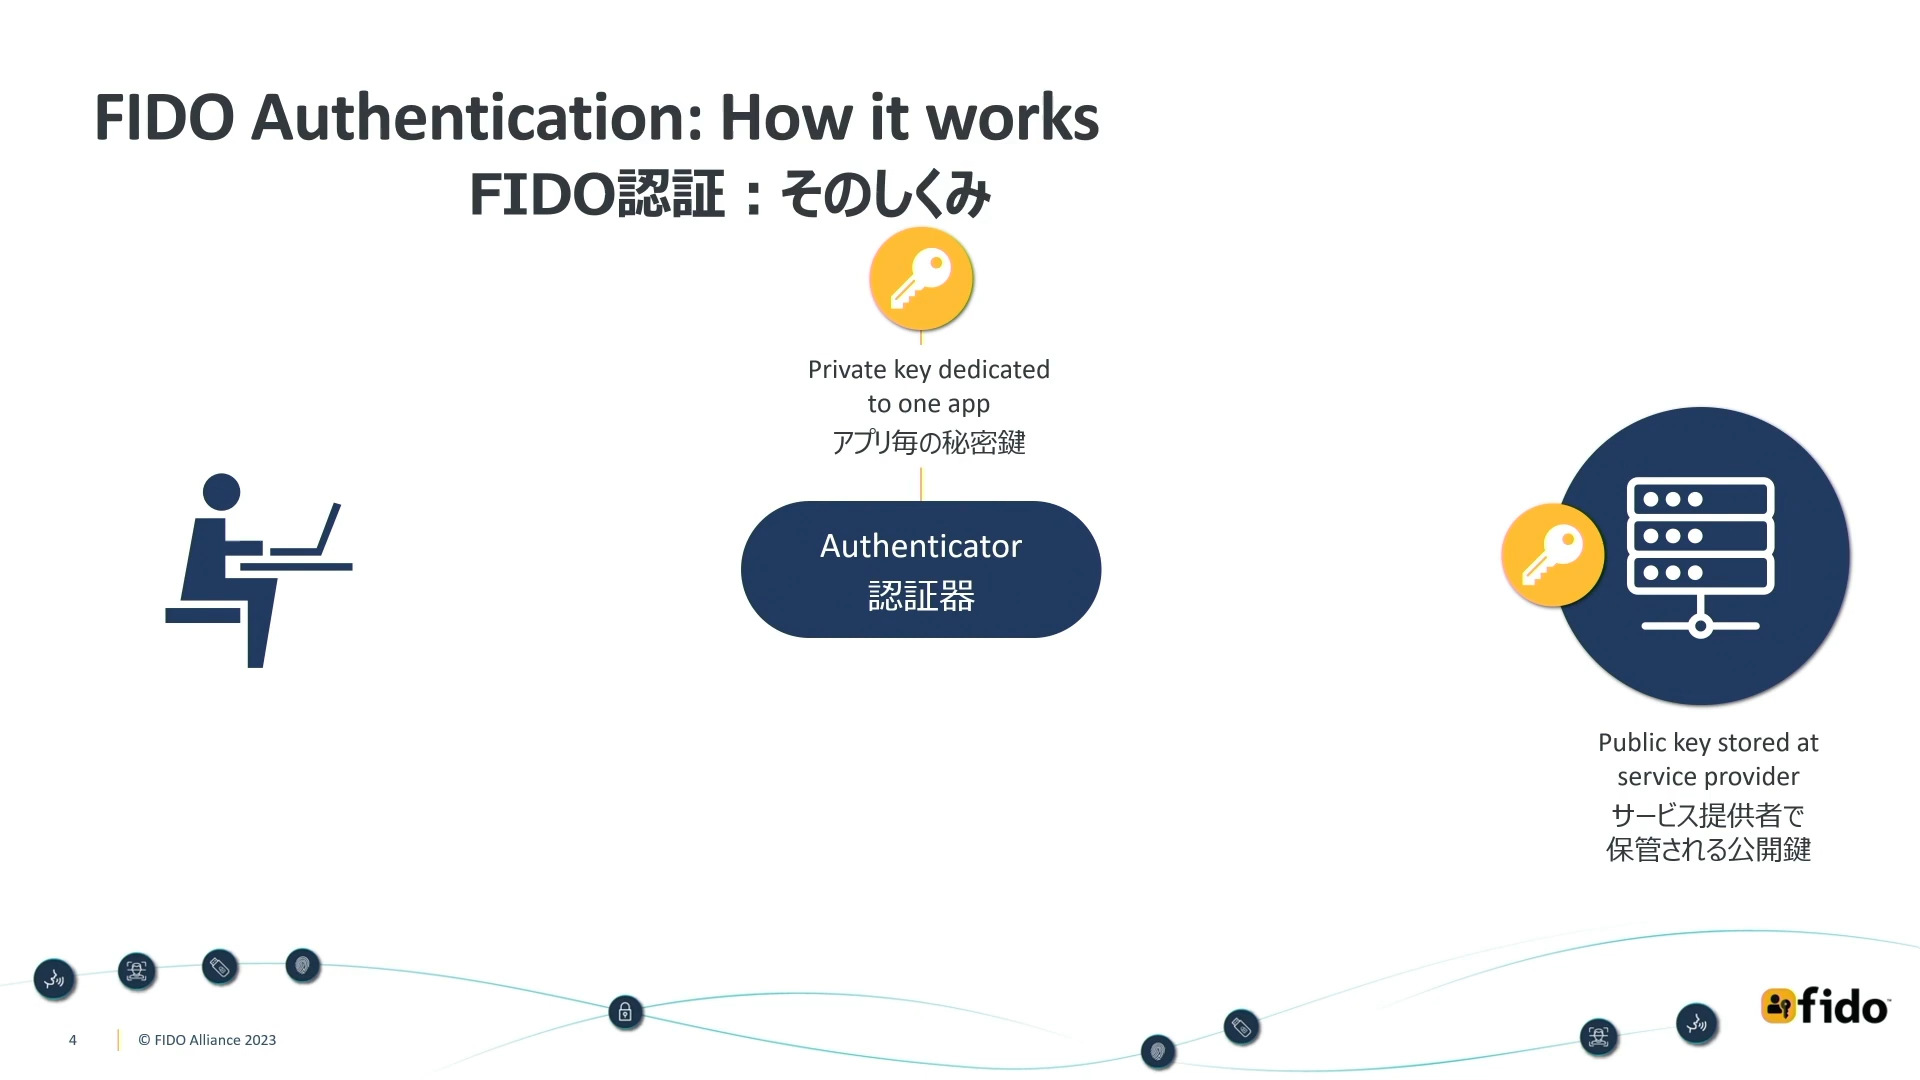 FIDO Authentication: How it works
FIDO認証：そのしくみ
Private key dedicated
to one app
アプリ毎の秘密鍵
Authenticator
認証器
Public key stored at
service provider
サービス提供者で
保管される公開鍵
4
© FIDO Alliance 2023
fido™